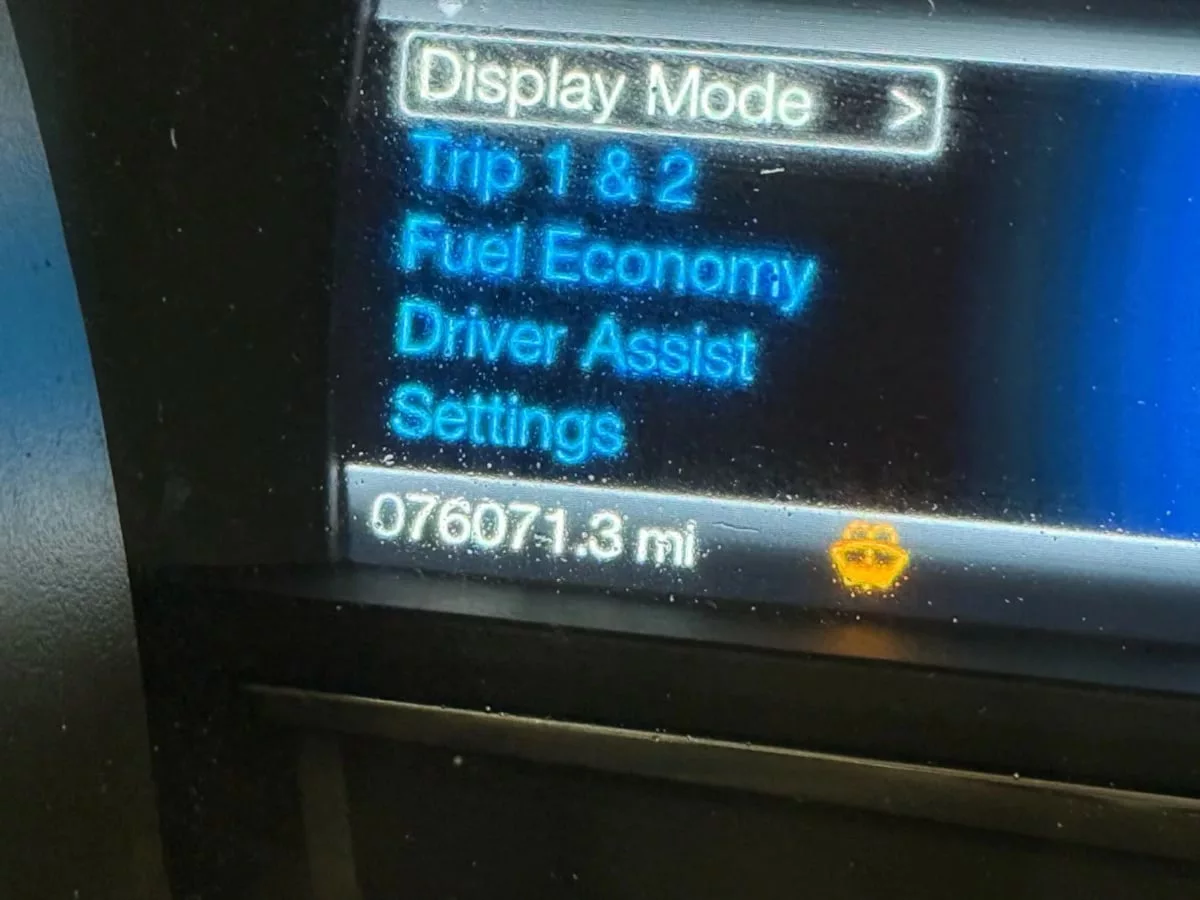 Display Mode >
Trip 1 & 2
Fuel Economy
Driver Assist
Settings
076071.3 mi